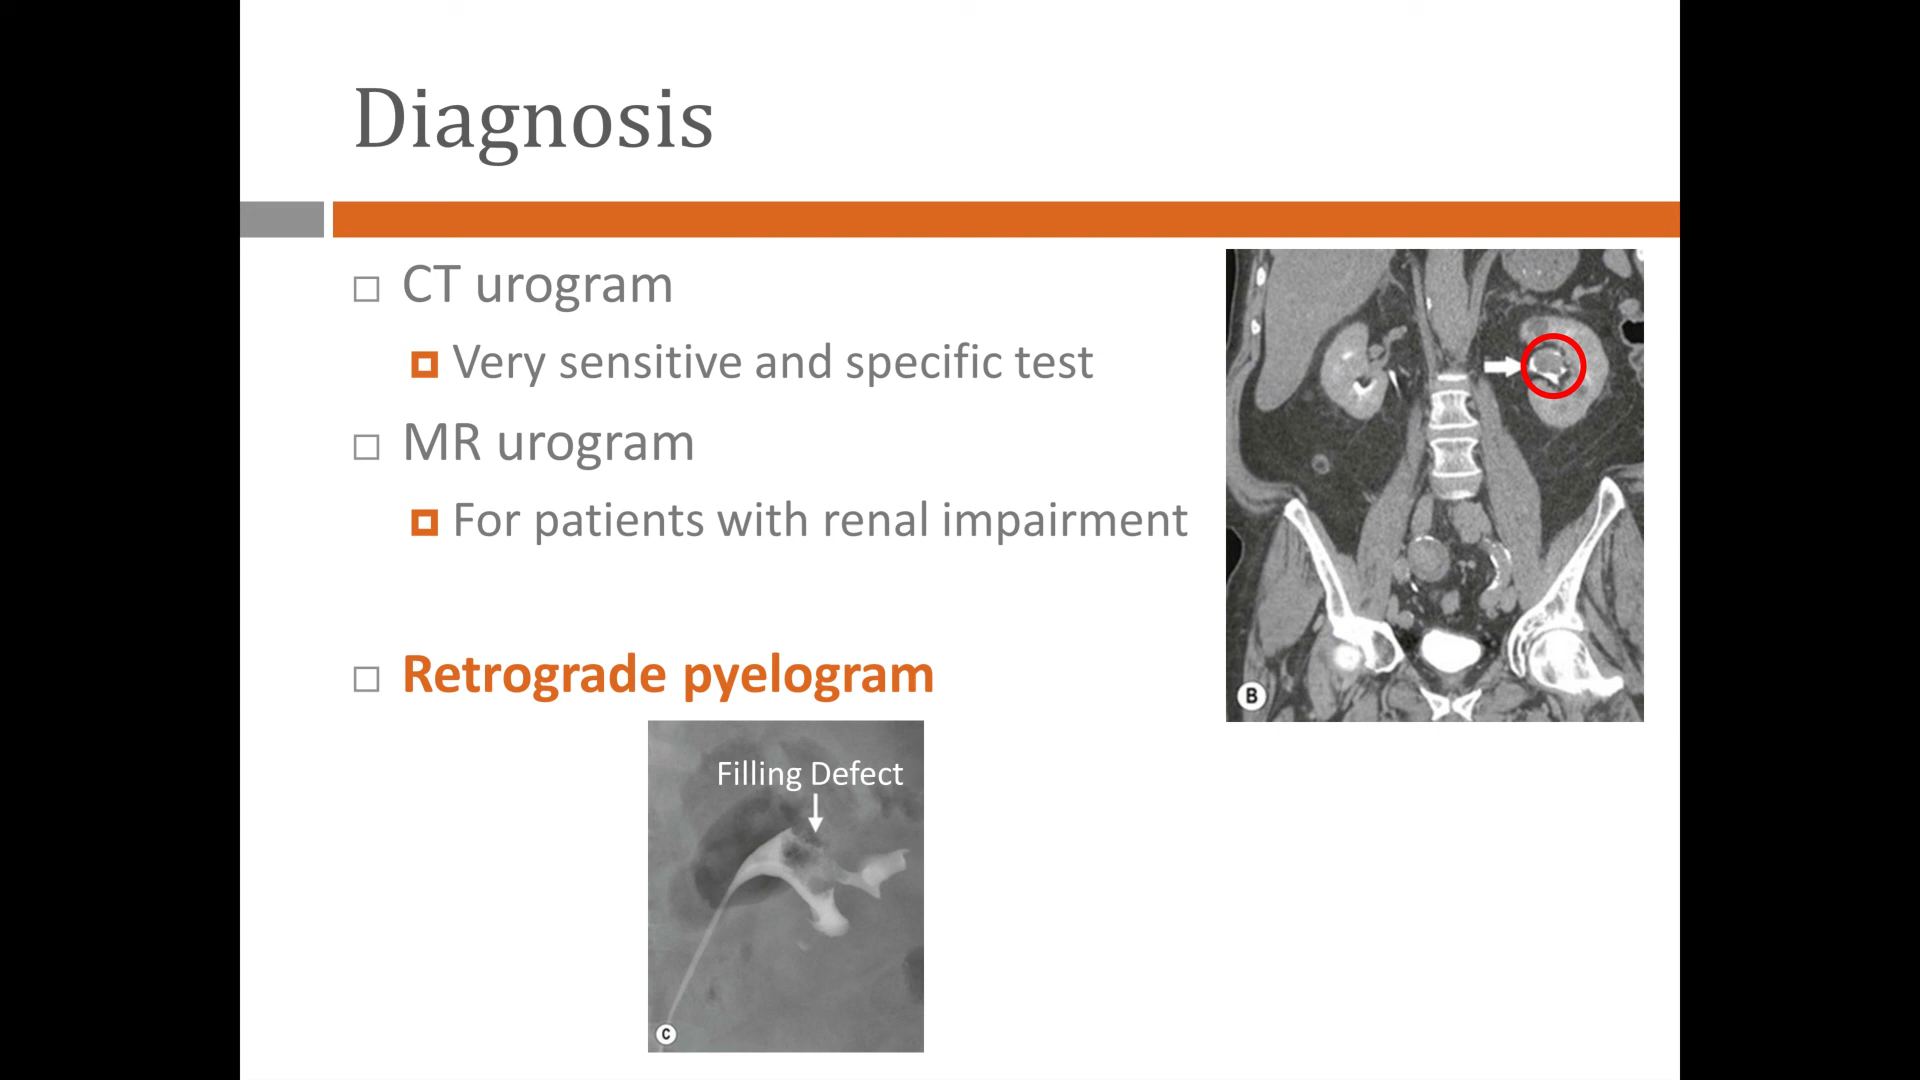 Diagnosis
CT urogram
Very sensitive and specific test
MR urogram
For patients with renal impairment
Retrograde pyelogram
Filling Defect
B
C